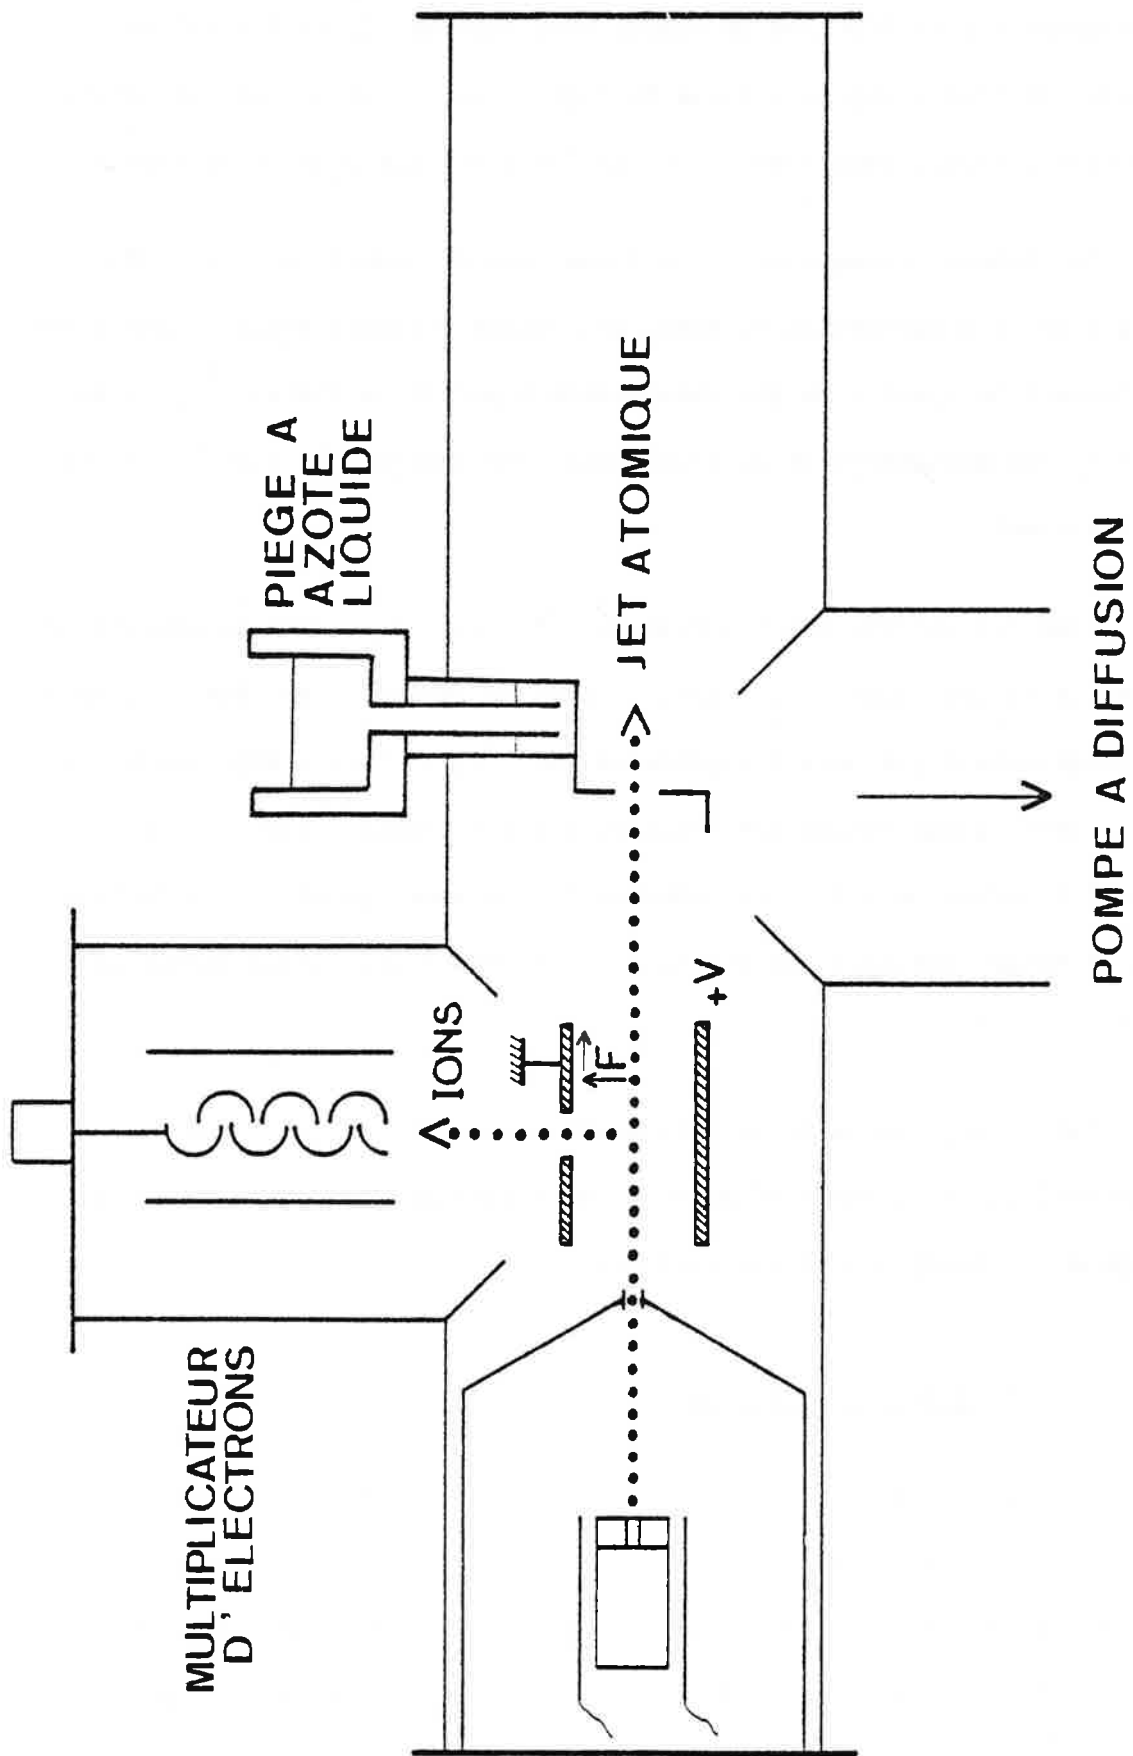 MULTIPLICATEUR
D'ELECTRONS
IONS
F
+V
PIEGE A
AZOTE
LIQUIDE
JET ATOMIQUE
POMPE A DIFFUSION